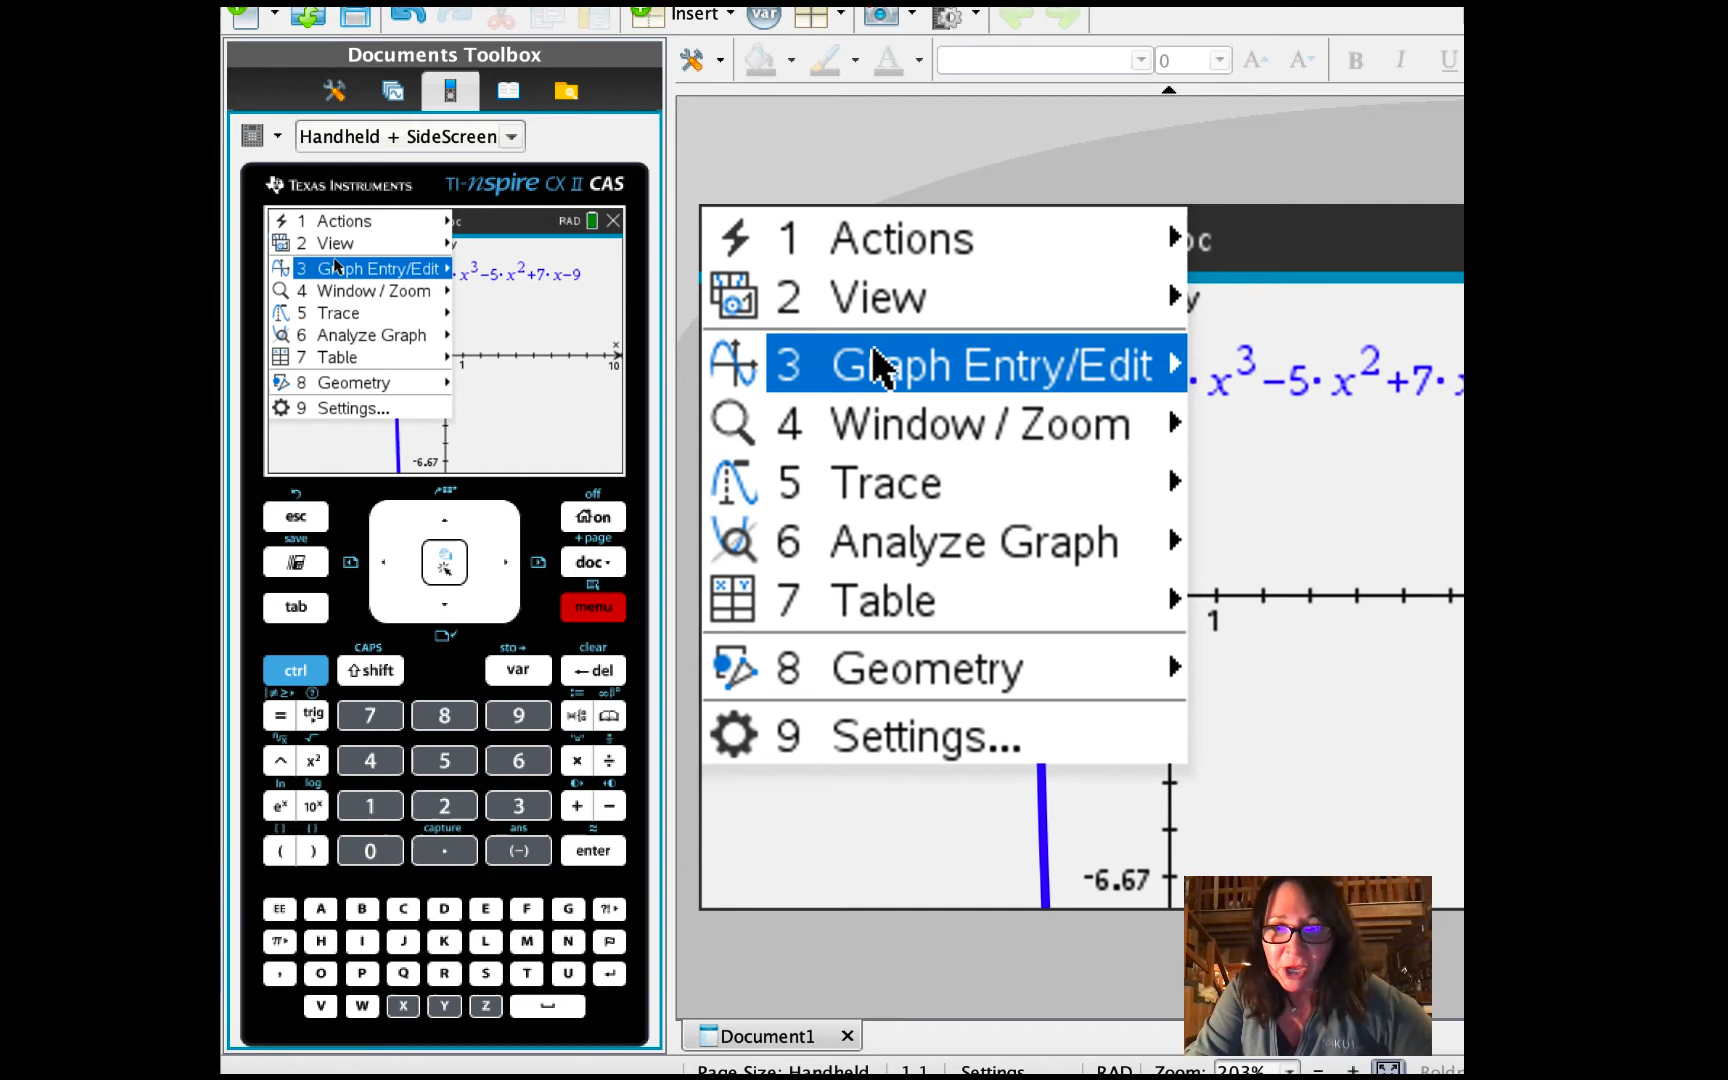 Insert
var
Documents Toolbox
0
A
A
A
B
I
U
Handheld + SideScreen
TEXAS INSTRUMENTS
TI-nspire CX II CAS
1 Actions
2 View
3 Graph Entry/Edit
4 Window / Zoom
5 Trace
6 Analyze Graph
7 Table
8 Geometry
9 Settings...
oc
RAD
y
·x³−5·x²+7·x−9
1
x
10
-6.67
1 Actions
2 View
3 Graph Entry/Edit
4 Window / Zoom
5 Trace
6 Analyze Graph
7 Table
8 Geometry
9 Settings...
oc
y
·x³−5·x²+7·x
1
-6.67
off
esc
on
save
+ page
doc
tab
menu
CAPS
sto→
clear
ctrl
shift
var
←del
= trig 7 8 9
^ x² 4 5 6 × ÷
ln log
eˣ 10ˣ 1 2 3 + −
capture
ans
( ) 0 . (−) enter
EE A B C D E F G ?!▸
π▸ H I J K L M N
, O P Q R S T U
V W X Y Z
Document1
Page Size: Handheld
1.1
Settings
RAD
Zoom:
203%
− +